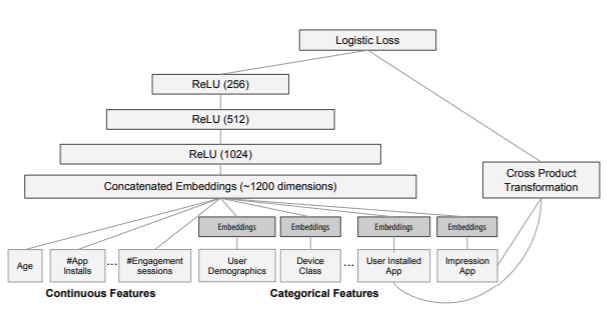 Logistic Loss
ReLU (256)
ReLU (512)
ReLU (1024)
Concatenated Embeddings (~1200 dimensions)
Cross Product
Transformation
Embeddings
Embeddings
Embeddings
Embeddings
Age
#App
Installs
...
#Engagement
sessions
User
Demographics
Device
Class
...
User Installed
App
Impression
App
Continuous Features
Categorical Features